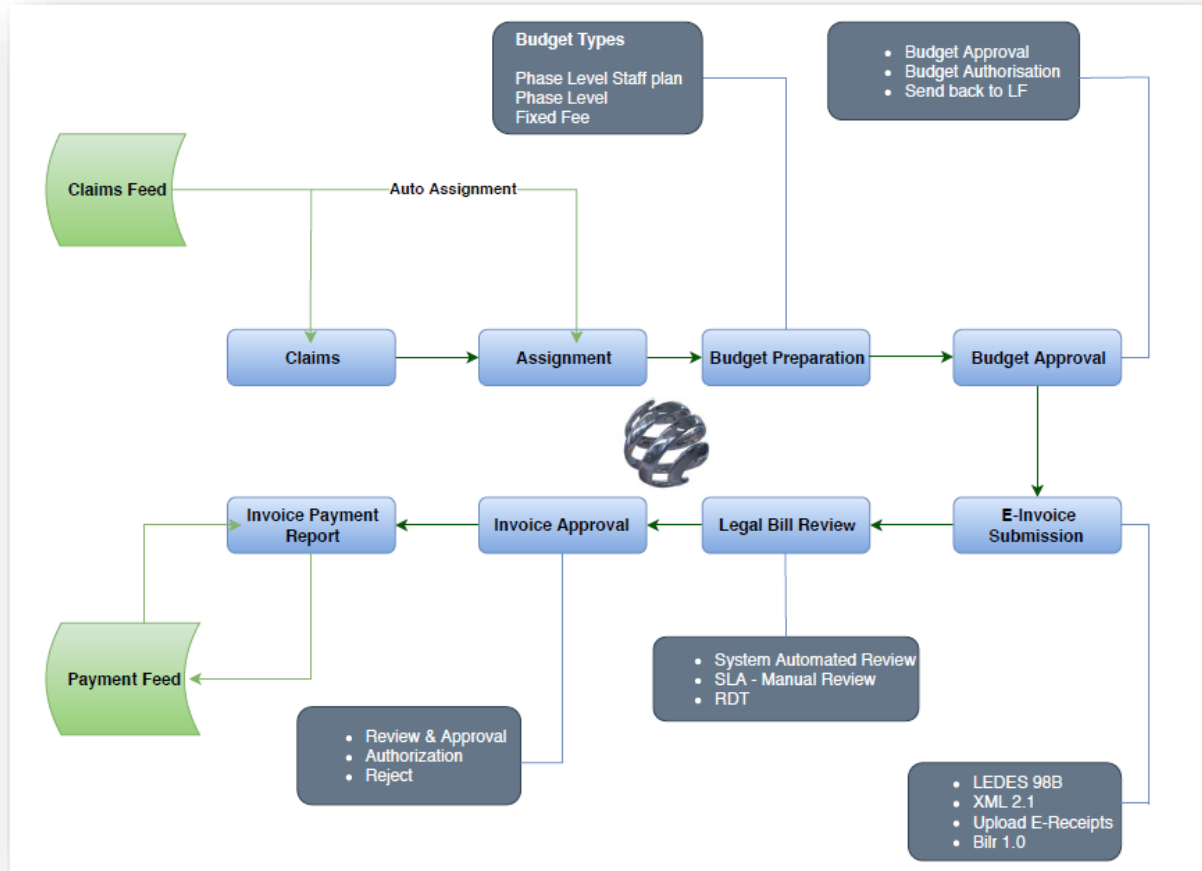 Budget Types
Phase Level Staff plan
Phase Level
Fixed Fee
• Budget Approval
• Budget Authorisation
• Send back to LF
Claims Feed
Auto Assignment
Claims
Assignment
Budget Preparation
Budget Approval
Invoice Payment
Report
Invoice Approval
Legal Bill Review
E-Invoice
Submission
Payment Feed
• System Automated Review
• SLA - Manual Review
• RDT
• Review & Approval
• Authorization
• Reject
• LEDES 98B
• XML 2.1
• Upload E-Receipts
• Bilr 1.0